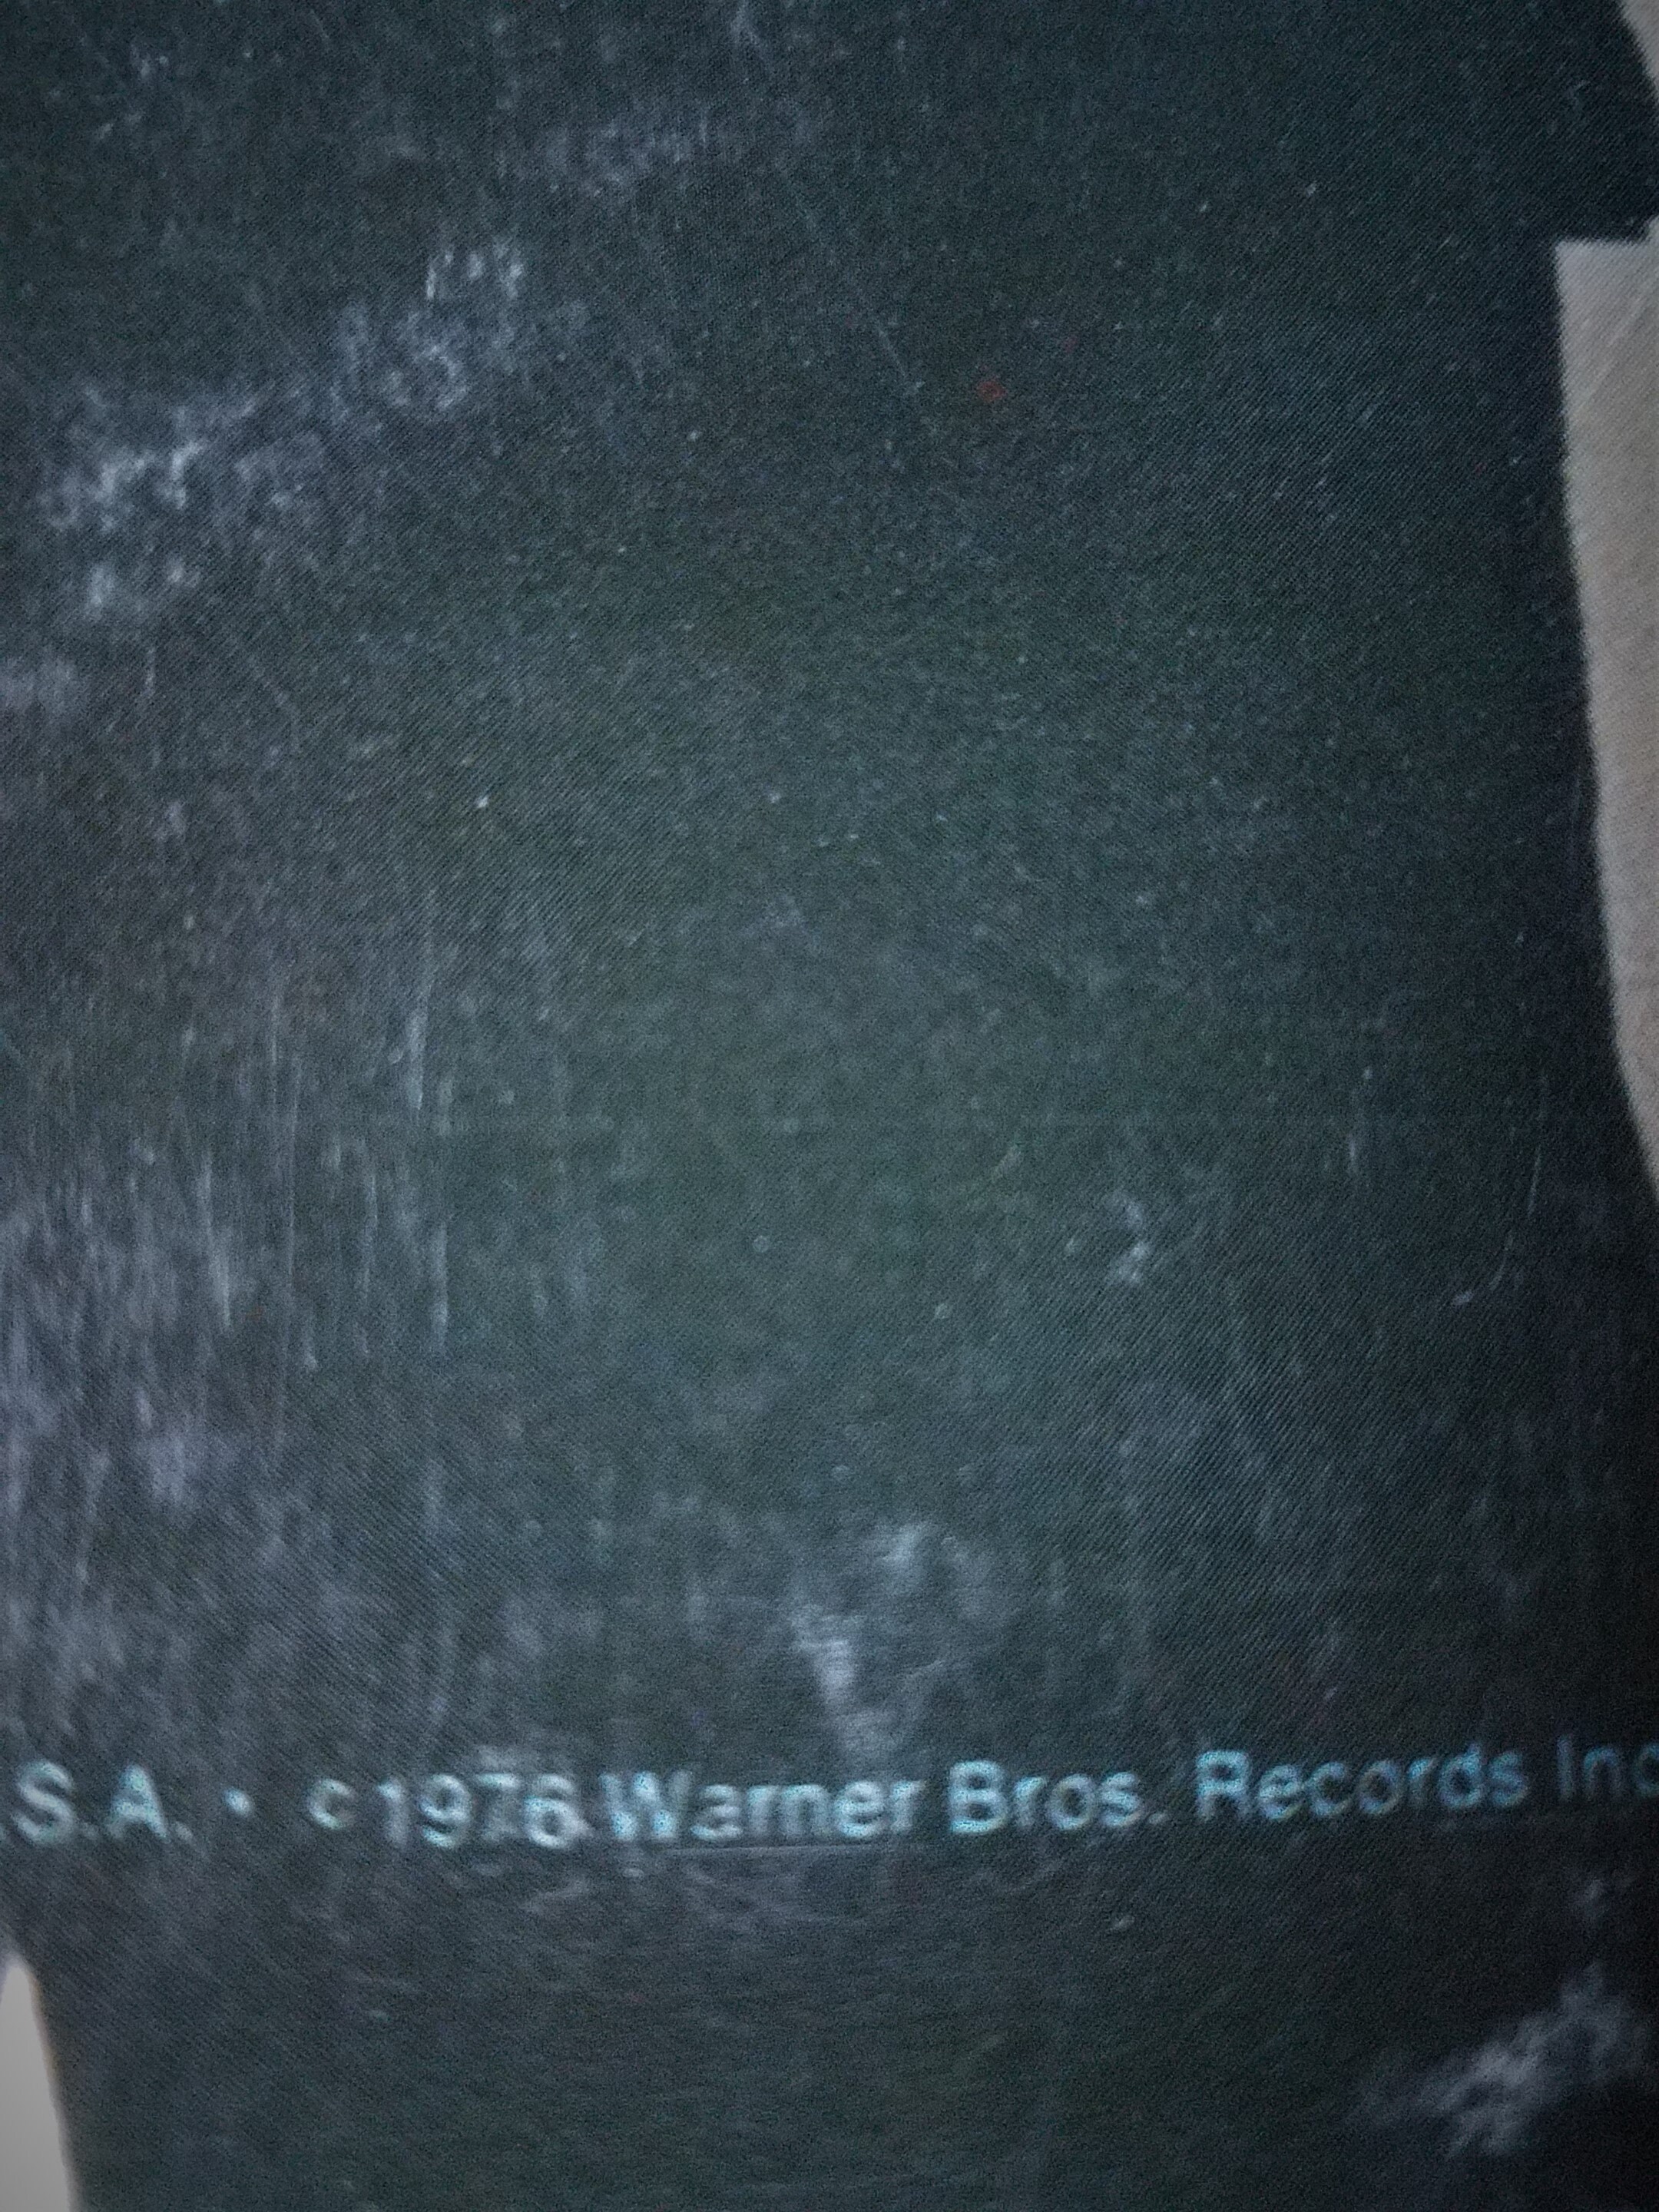 S.A. • c 1976 Warner Bros. Records Inc